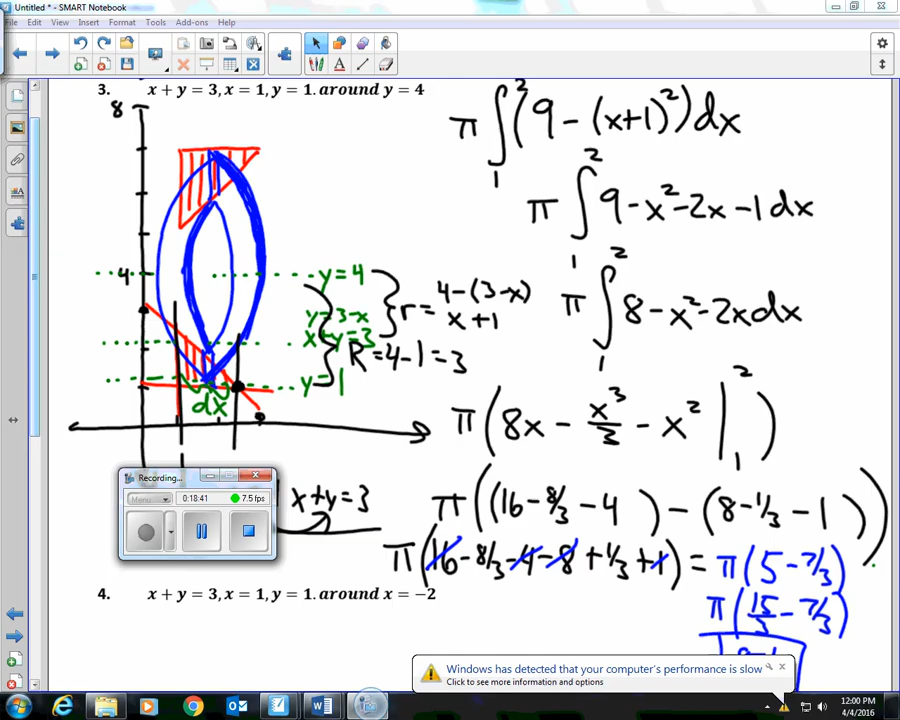 Untitled * - SMART Notebook
File Edit View Insert Format Tools Add-ons Help
3. x + y = 3, x = 1, y = 1. around y = 4
8
4
y=4
y=3-x
x+y=3
y=1
dx
r = 4-(3-x)
x+1
R=4-1=3
π∫₁²(9-(x+1)²)dx
π∫₁² 9-x²-2x-1dx
π∫₁² 8-x²-2xdx
π(8x - x³/3 - x² |₁²)
x+y=3
π((16-8/3-4) - (8-1/3-1))
π(16-8/3-4-8+1/3+1) = π(5-7/3)
π(15/3-7/3)
Recording...
Menu
0:18:41
7.5 fps
4. x + y = 3, x = 1, y = 1. around x = −2
Windows has detected that your computer's performance is slow
Click to see more information and options
12:00 PM
4/4/2016